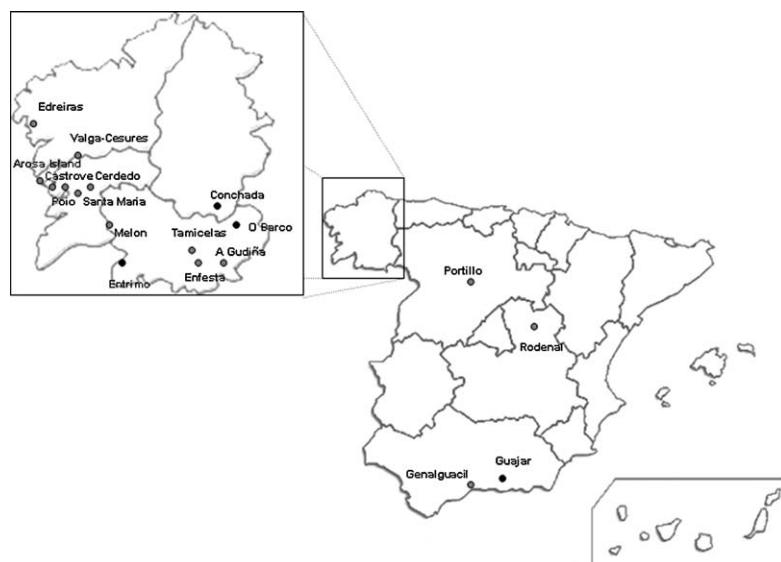 Edreiras
Valga-Cesures
Arosa Island
Castrove Cerdedo
Poio Santa Maria
Conchada
Melon
Tamicelas
O Barco
A Gudiña
Enfesta
Entrimo
Portillo
Rodenal
Guajar
Genalguacil